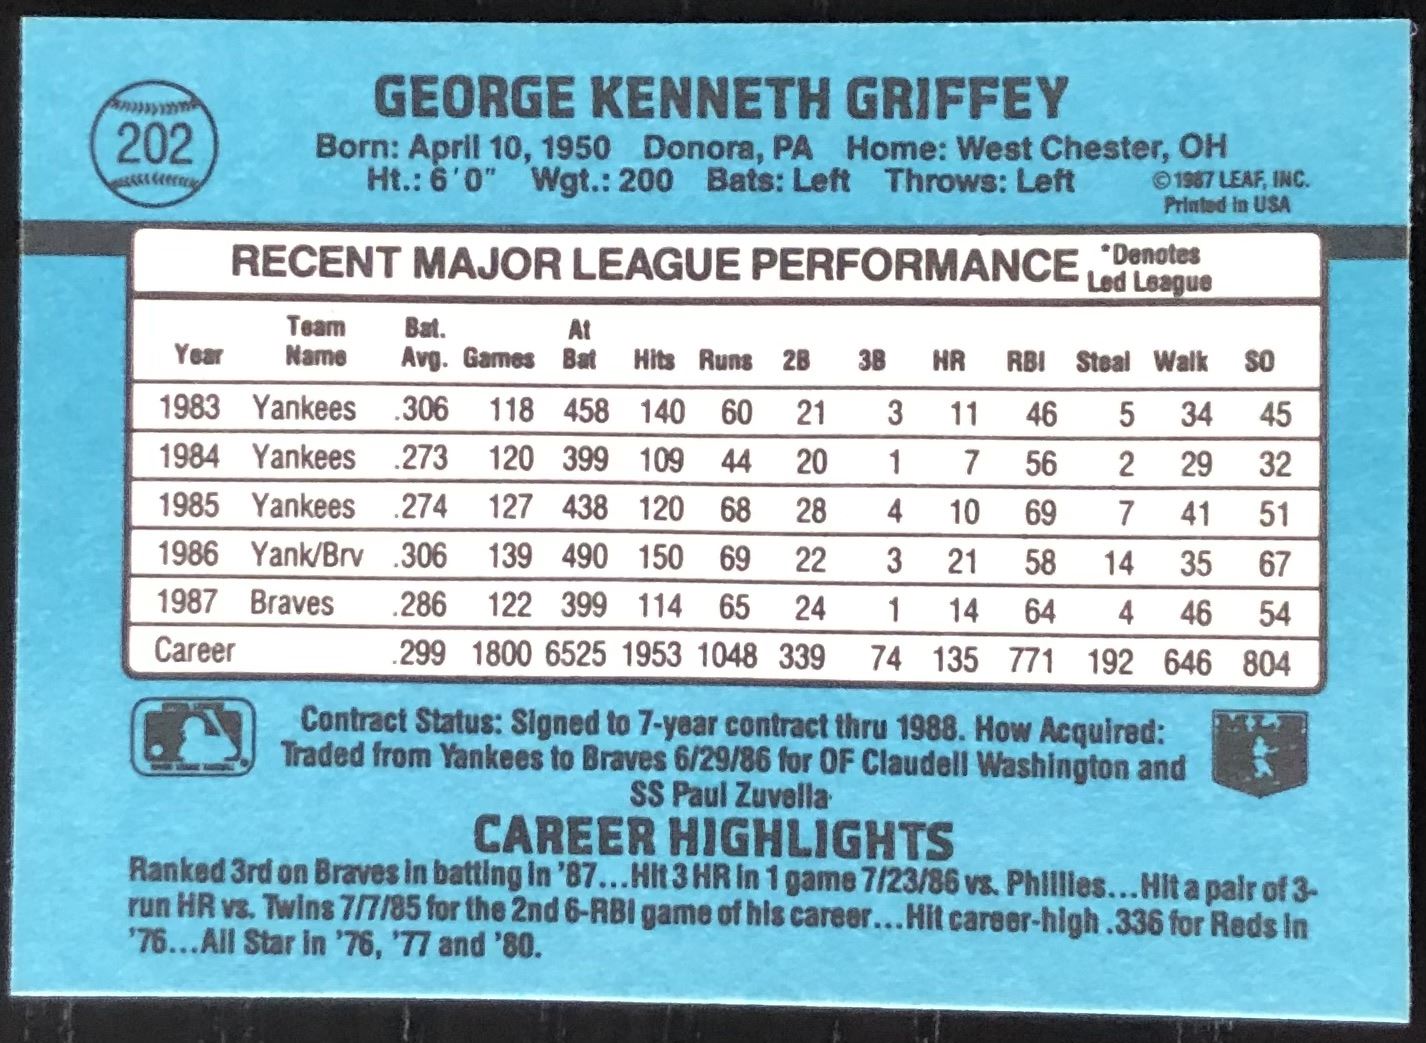 202
GEORGE KENNETH GRIFFEY
Born: April 10, 1950 Donora, PA Home: West Chester, OH
Ht.: 6'0" Wgt.: 200 Bats: Left Throws: Left
©1987 LEAF, INC.
Printed in USA
RECENT MAJOR LEAGUE PERFORMANCE
*Denotes
Led League
Year Team Name Bat. Avg. Games At Bat Hits Runs 2B 3B HR RBI Steal Walk SO
1983 Yankees .306 118 458 140 60 21 3 11 46 5 34 45
1984 Yankees .273 120 399 109 44 20 1 7 56 2 29 32
1985 Yankees .274 127 438 120 68 28 4 10 69 7 41 51
1986 Yank/Brv .306 139 490 150 69 22 3 21 58 14 35 67
1987 Braves .286 122 399 114 65 24 1 14 64 4 46 54
Career .299 1800 6525 1953 1048 339 74 135 771 192 646 804
Contract Status: Signed to 7-year contract thru 1988. How Acquired:
Traded from Yankees to Braves 6/29/86 for OF Claudell Washington and
SS Paul Zuvella
CAREER HIGHLIGHTS
Ranked 3rd on Braves in batting in '87...Hit 3 HR in 1 game 7/23/86 vs. Phillies...Hit a pair of 3-
run HR vs. Twins 7/7/85 for the 2nd 6-RBI game of his career...Hit career-high .336 for Reds in
'76...All Star in '76, '77 and '80.